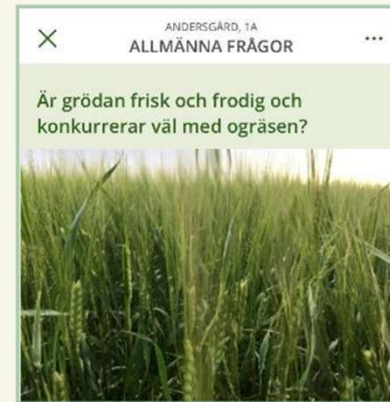 ANDERSGÅRD, 1A
ALLMÄNNA FRÅGOR
Är grödan frisk och frodig och
konkurrerar väl med ogräsen?